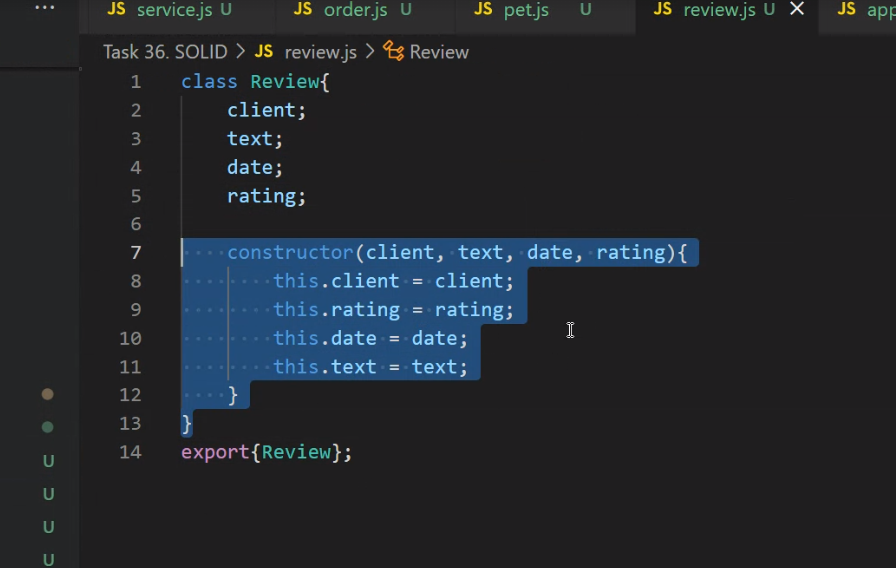 ...
JS service.js U JS order.js U JS pet.js U JS review.js U × JS app
Task 36. SOLID > JS review.js > Review
1 class Review{
2     client;
3     text;
4     date;
5     rating;
6
7     constructor(client, text, date, rating){
8         this.client = client;
9         this.rating = rating;
10         this.date = date;
11         this.text = text;
12     }
13 }
14 export{Review};
U
U
U
U